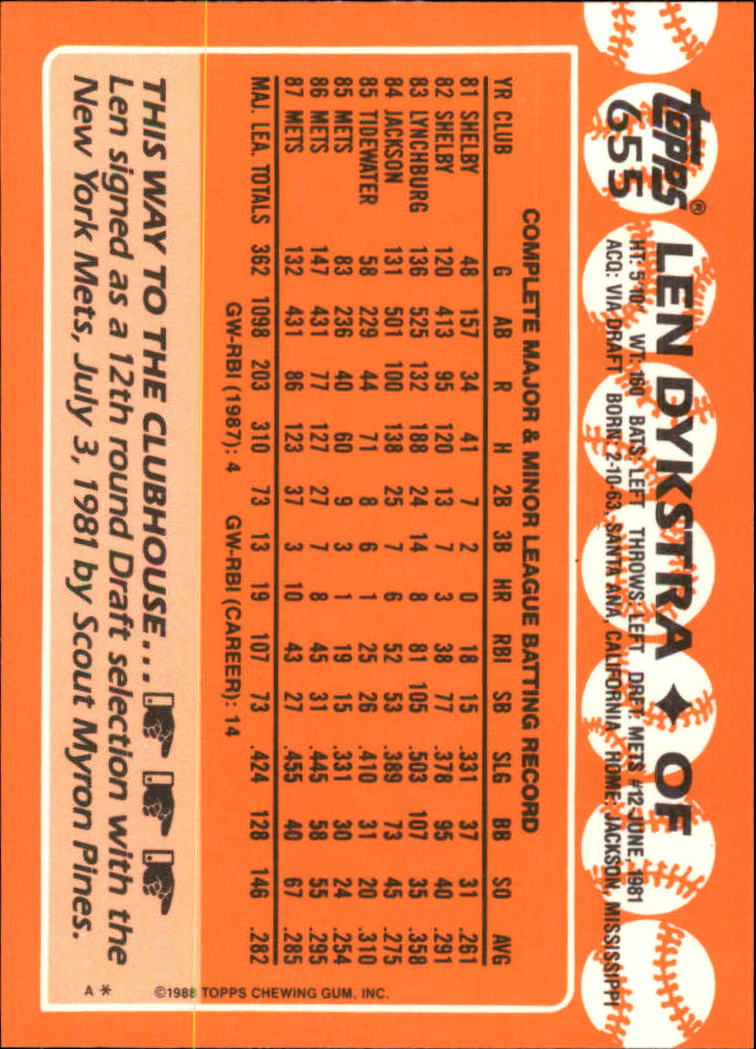 topps®
655
LEN DYKSTRA ✦ OF
HT: 5'10" WT: 160 BATS: LEFT THROWS: LEFT DRFT: METS #12-JUNE, 1981
ACQ: VIA DRAFT BORN: 2-10-63, SANTA ANA, CALIFORNIA HOME: JACKSON, MISSISSIPPI
COMPLETE MAJOR & MINOR LEAGUE BATTING RECORD
YR CLUB G AB R H 2B 3B HR RBI SB SLG BB SO AVG
81 SHELBY 48 157 34 41 7 2 0 18 15 .331 37 31 .261
82 SHELBY 120 413 95 120 13 7 3 38 77 .378 95 40 .291
83 LYNCHBURG 136 525 132 188 24 14 8 81 105 .503 107 35 .358
84 JACKSON 131 501 100 138 25 7 6 52 53 .389 73 45 .275
85 TIDEWATER 58 229 44 71 8 6 1 25 26 .410 31 20 .310
85 METS 83 236 40 60 9 3 1 19 15 .331 30 24 .254
86 METS 147 431 77 127 27 7 8 45 31 .445 58 55 .295
87 METS 132 431 86 123 37 3 10 43 27 .455 40 67 .285
MAJ. LEA. TOTALS 362 1098 203 310 73 13 19 107 73 .424 128 146 .282
GW-RBI (1987): 4 GW-RBI (CAREER): 14
THIS WAY TO THE CLUBHOUSE...
Len signed as a 12th round Draft selection with the
New York Mets, July 3, 1981 by Scout Myron Pines.
©1988 TOPPS CHEWING GUM, INC.
A *